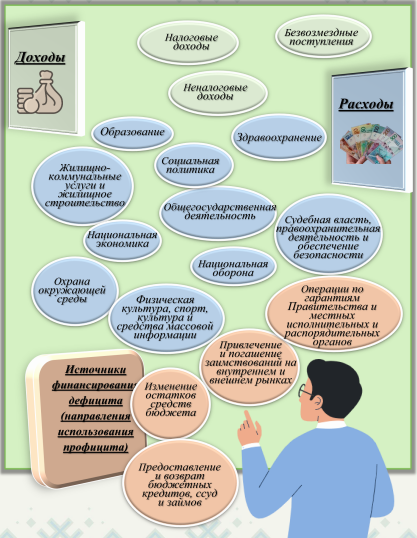 Доходы
Налоговые
доходы
Безвозмездные
поступления
Неналоговые
доходы
Расходы
Образование
Здравоохранение
Жилищно-
коммунальные
услуги и
жилищное
строительство
Социальная
политика
Общегосударственная
деятельность
Судебная власть,
правоохранительная
деятельность и
обеспечение
безопасности
Национальная
экономика
Национальная
оборона
Охрана
окружающей
среды
Физическая
культура, спорт,
культура и
средства массовой
информации
Операции по
гарантиям
Правительства и
местных
исполнительных и
распорядительных
органов
Привлечение
и погашение
заимствований на
внутреннем и
внешнем рынках
Источники
финансирования
дефицита
(направления
использования
профицита)
Изменение
остатков
средств
бюджета
Предоставление
и возврат
бюджетных
кредитов, ссуд
и займов